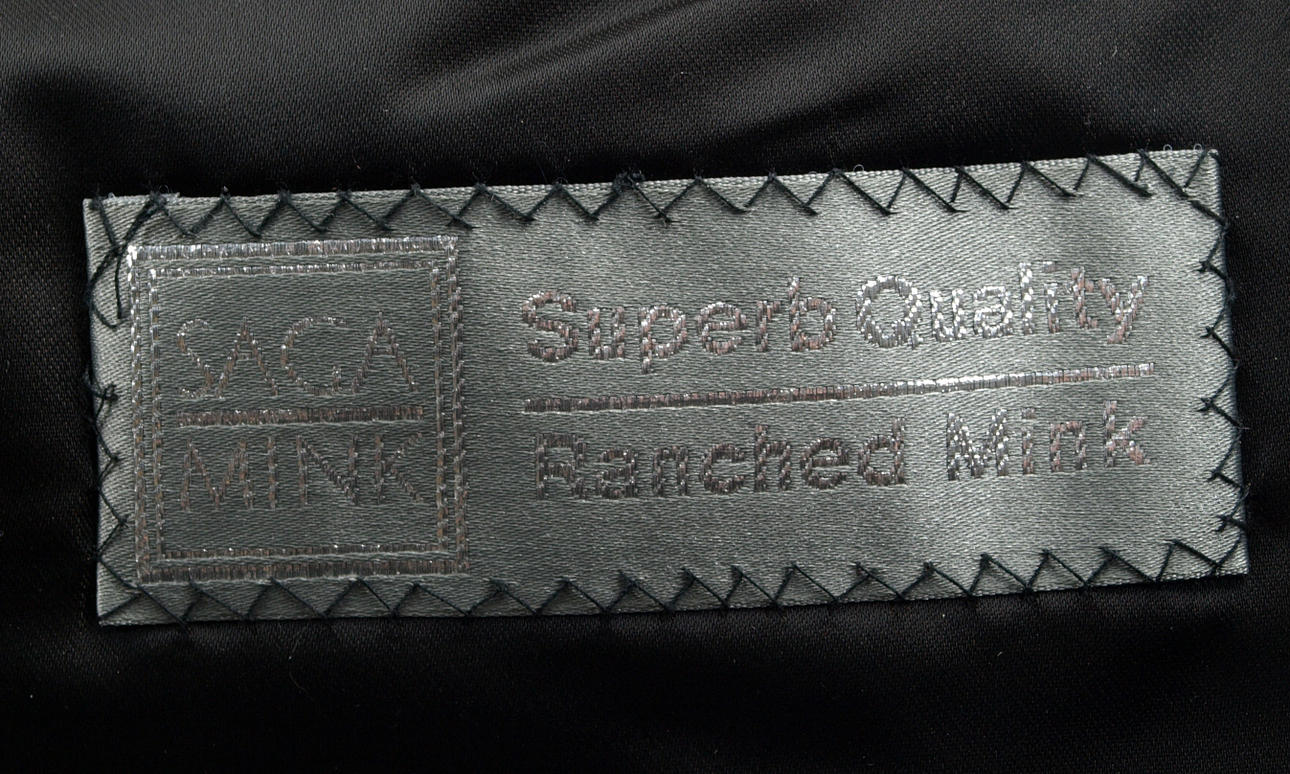 SAGA
MINK
Superb Quality
Ranched Mink